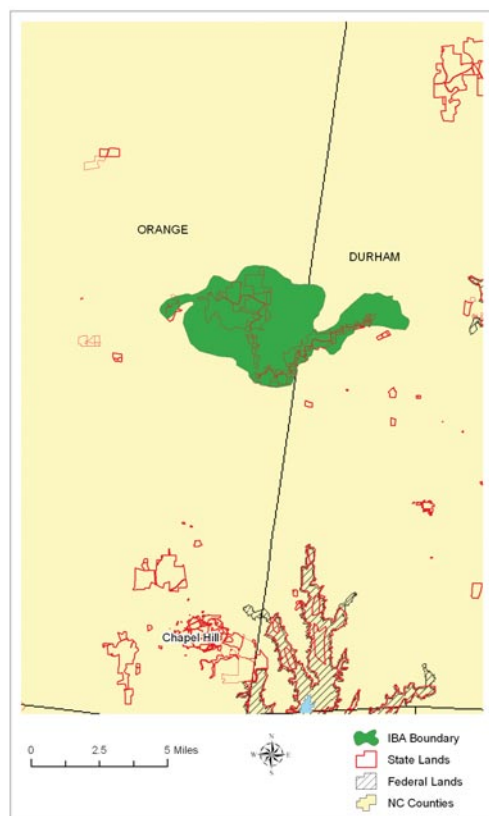 ORANGE
DURHAM
Chapel Hill
0 2.5 5 Miles
N
W E
S
IBA Boundary
State Lands
Federal Lands
NC Counties